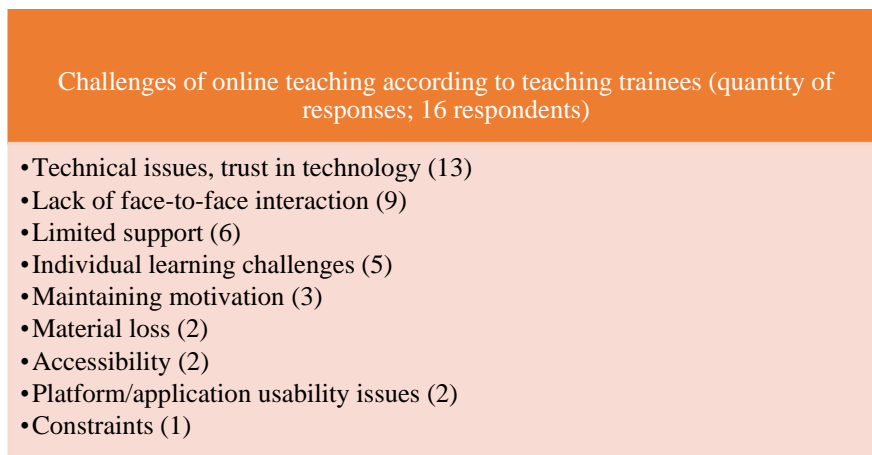 Challenges of online teaching according to teaching trainees (quantity of
responses; 16 respondents)
•Technical issues, trust in technology (13)
•Lack of face-to-face interaction (9)
•Limited support (6)
•Individual learning challenges (5)
•Maintaining motivation (3)
•Material loss (2)
•Accessibility (2)
•Platform/application usability issues (2)
•Constraints (1)